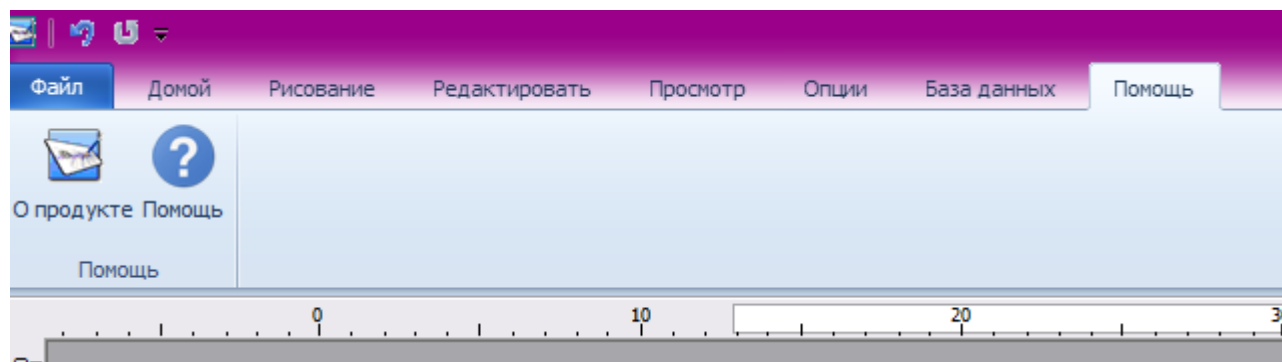 Файл Домой Рисование Редактировать Просмотр Опции База данных Помощь
О продукте Помощь
Помощь
0 10 20